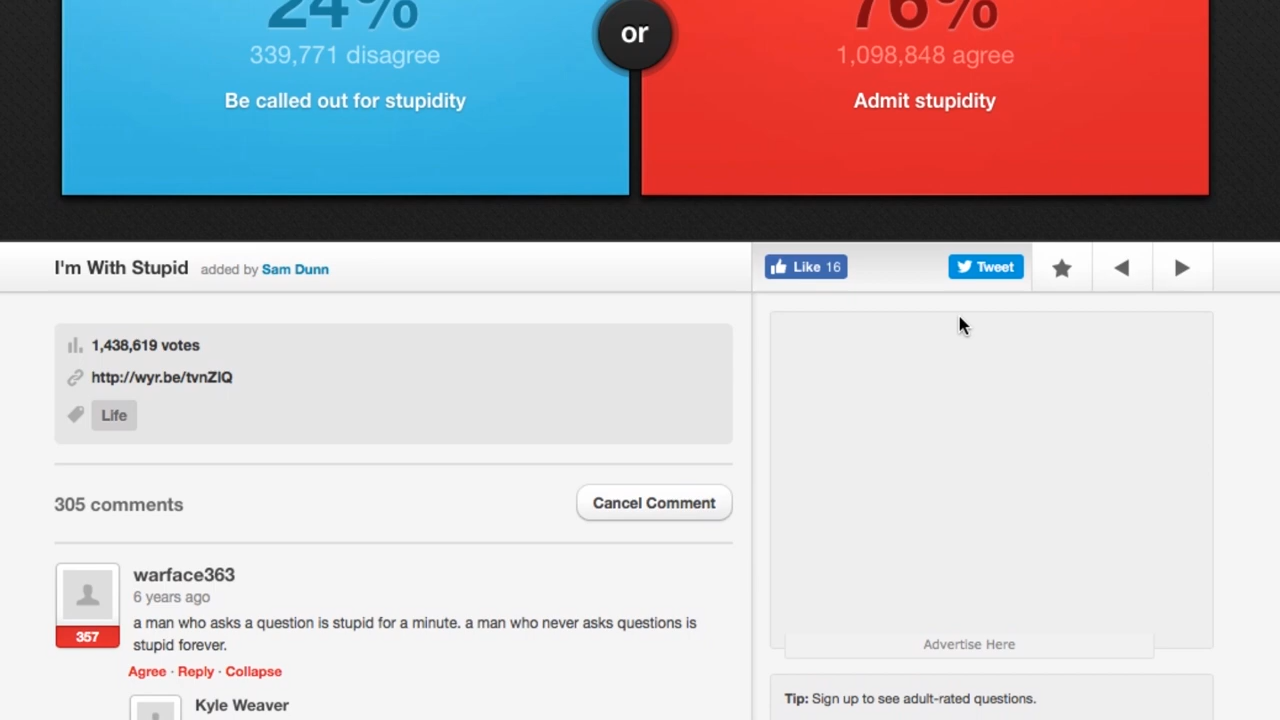 24% or 76%
339,771 disagree
1,098,848 agree
Be called out for stupidity
Admit stupidity
I'm With Stupid added by Sam Dunn
Like 16
Tweet
1,438,619 votes
http://wyr.be/tvnZlQ
Life
305 comments
Cancel Comment
warface363
6 years ago
357
a man who asks a question is stupid for a minute. a man who never asks questions is
stupid forever.
Agree · Reply · Collapse
Kyle Weaver
Advertise Here
Tip: Sign up to see adult-rated questions.